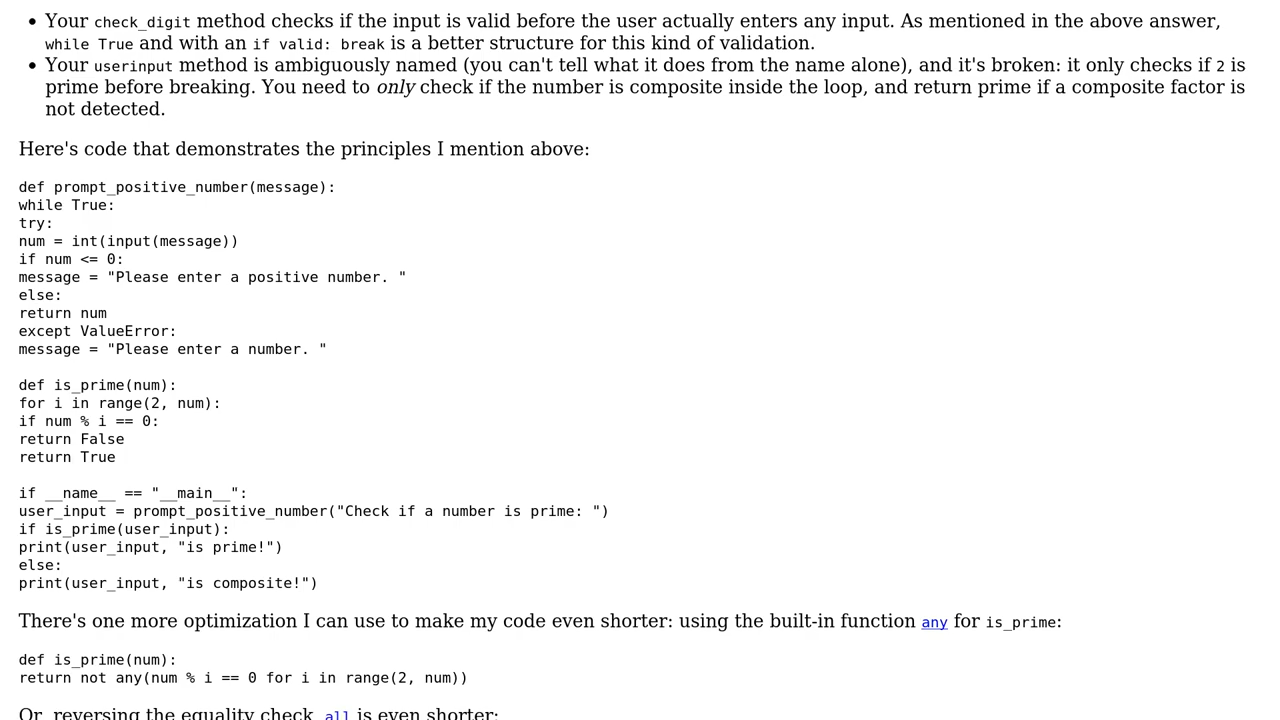 Your check_digit method checks if the input is valid before the user actually enters any input. As mentioned in the above answer,
while True and with an if valid: break is a better structure for this kind of validation.
Your userinput method is ambiguously named (you can't tell what it does from the name alone), and it's broken: it only checks if 2 is
prime before breaking. You need to only check if the number is composite inside the loop, and return prime if a composite factor is
not detected.
Here's code that demonstrates the principles I mention above:
def prompt_positive_number(message):
while True:
try:
num = int(input(message))
if num <= 0:
message = "Please enter a positive number. "
else:
return num
except ValueError:
message = "Please enter a number. "
def is_prime(num):
for i in range(2, num):
if num % i == 0:
return False
return True
if __name__ == "__main__":
user_input = prompt_positive_number("Check if a number is prime: ")
if is_prime(user_input):
print(user_input, "is prime!")
else:
print(user_input, "is composite!")
There's one more optimization I can use to make my code even shorter: using the built-in function any for is_prime:
def is_prime(num):
return not any(num % i == 0 for i in range(2, num))
Or, reversing the equality check, all is even shorter: